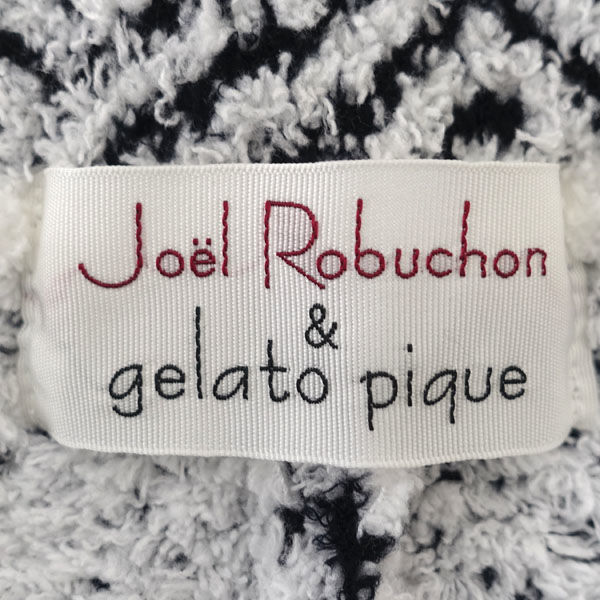 Joël Robuchon
&
gelato pique